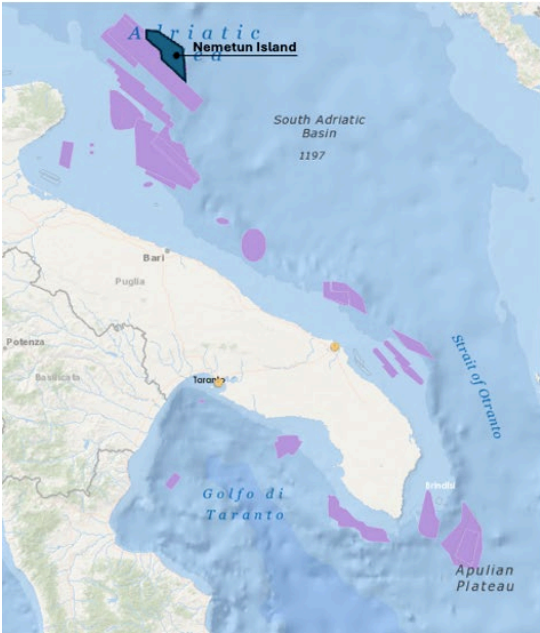 Adriatic
Sea
Nemetun Island
South Adriatic
Basin
1197
Bari
Puglia
Potenza
Basilicata
Taranto
Strait of Otranto
Golfo di
Taranto
Brindisi
Apulian
Plateau